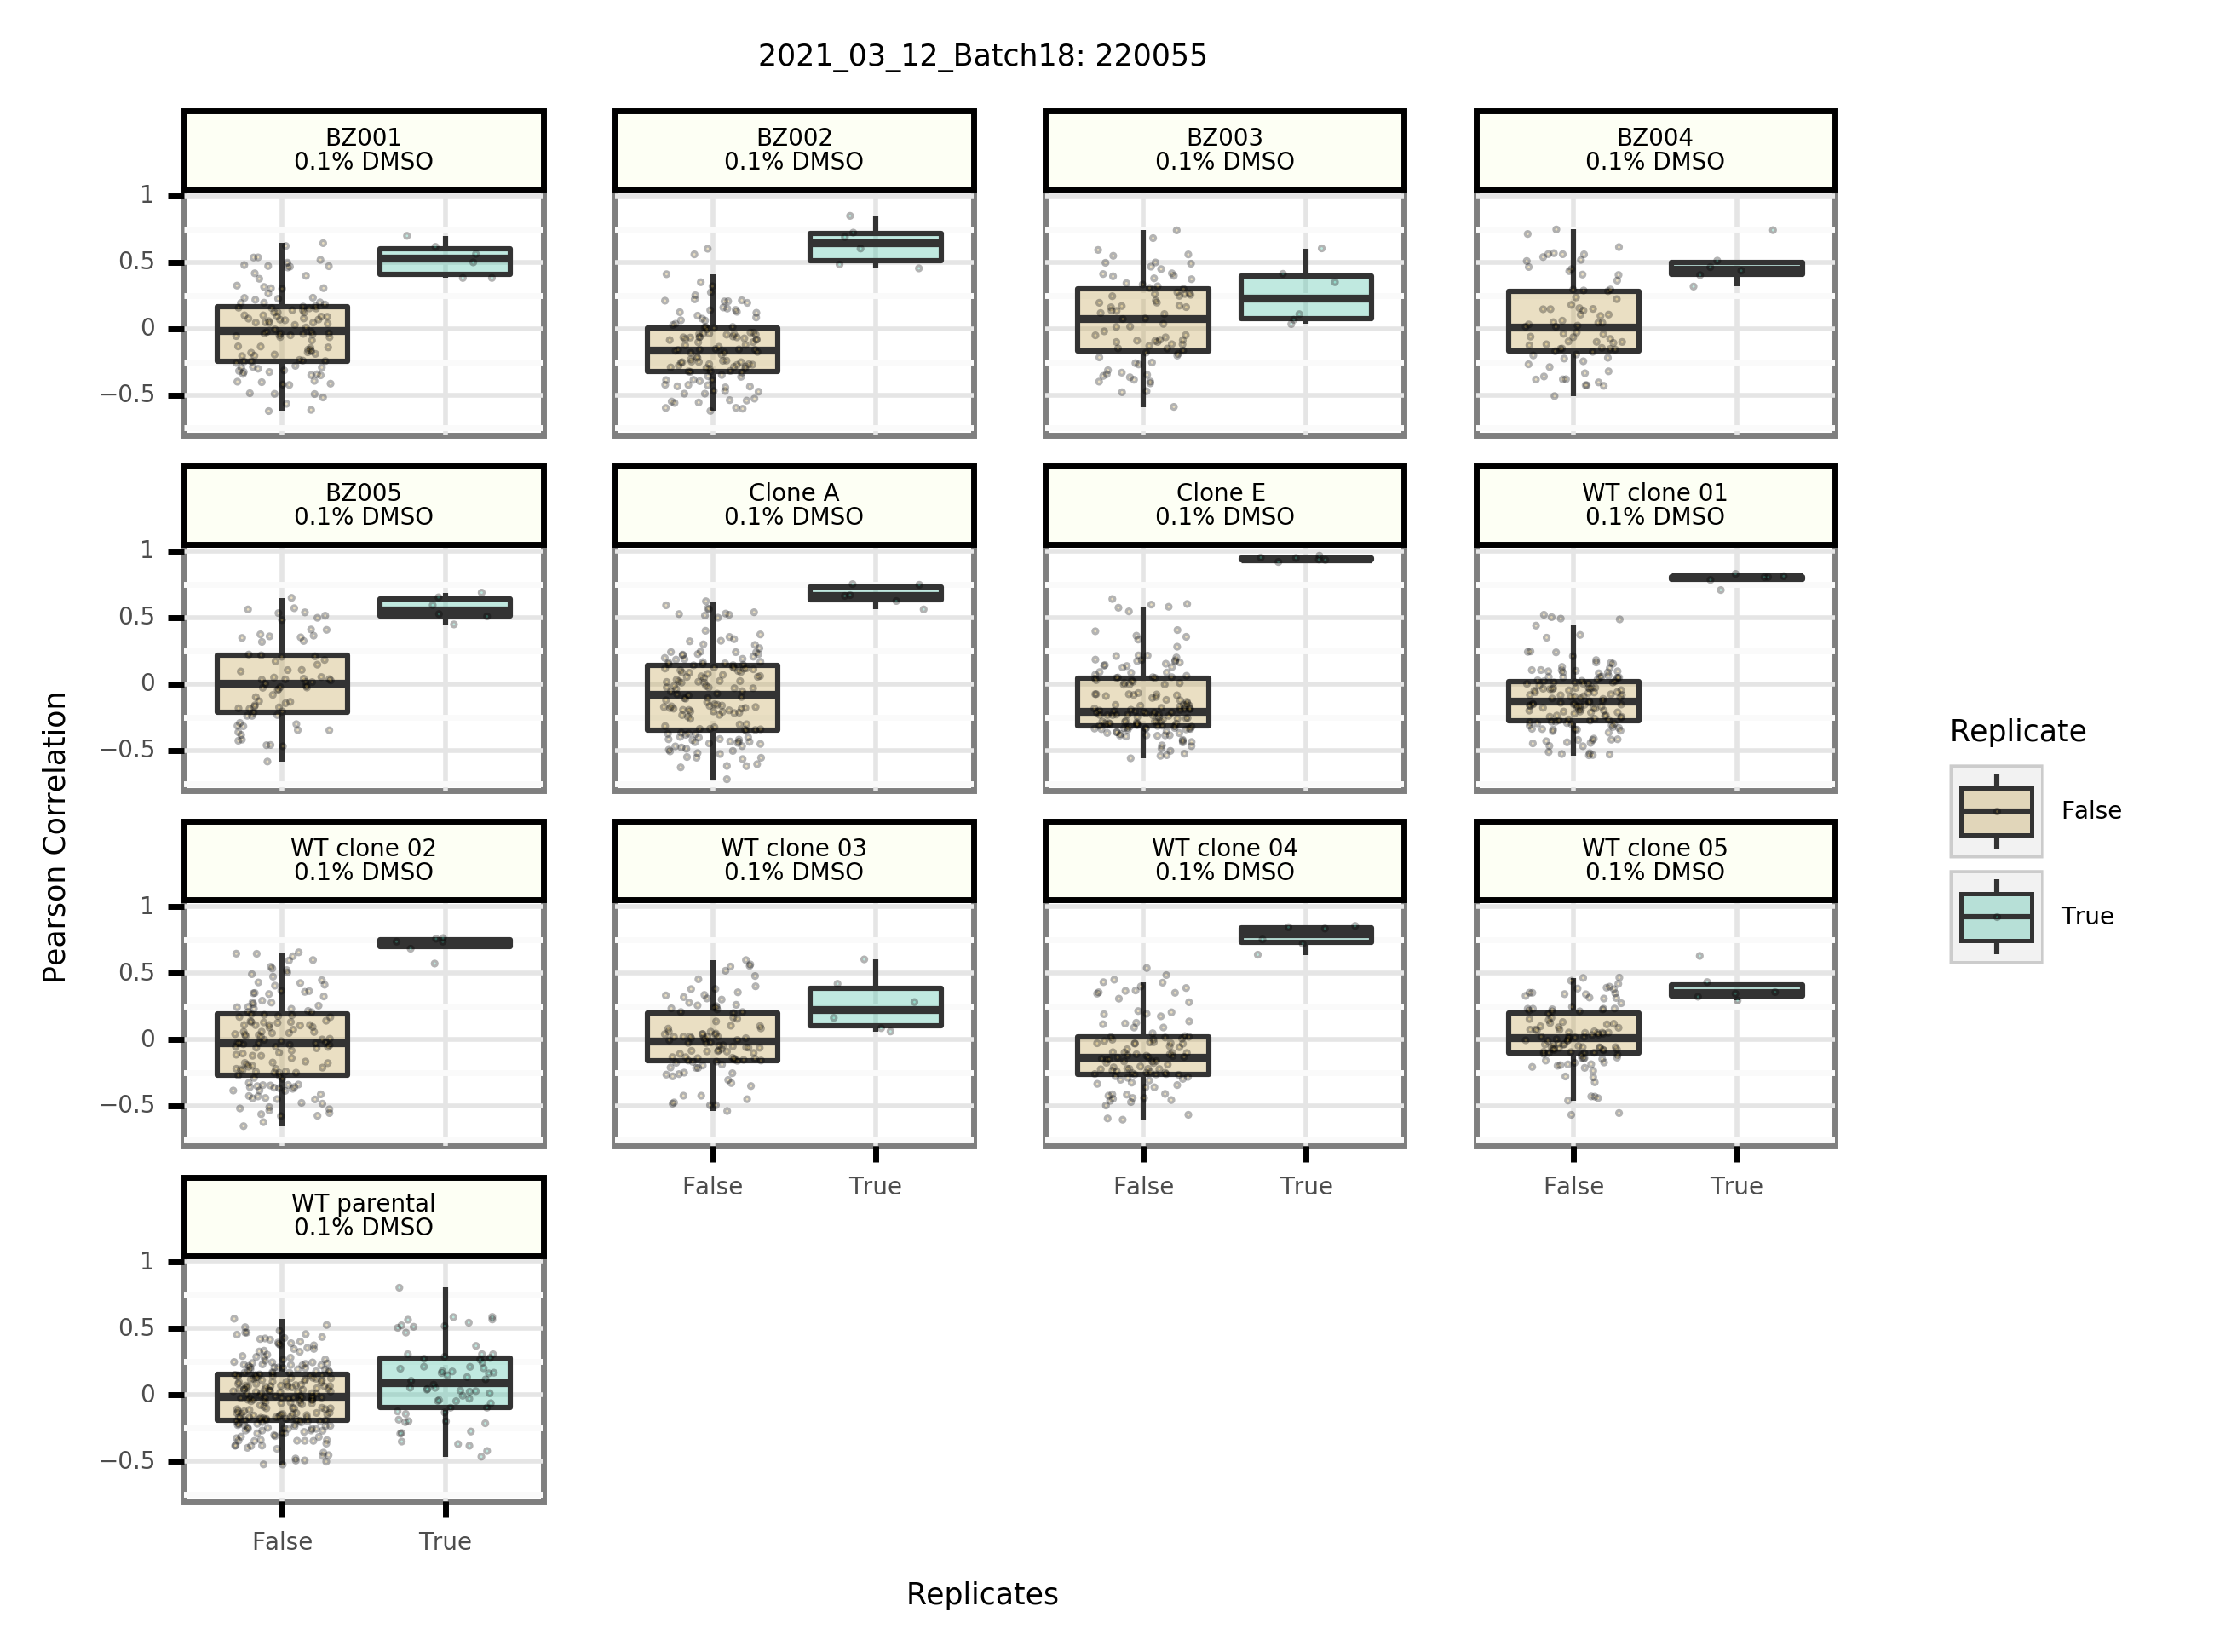 2021_03_12_Batch18: 220055
BZ001
0.1% DMSO
BZ002
0.1% DMSO
BZ003
0.1% DMSO
BZ004
0.1% DMSO
1
0.5
0
−0.5
BZ005
0.1% DMSO
Clone A
0.1% DMSO
Clone E
0.1% DMSO
WT clone 01
0.1% DMSO
1
0.5
0
−0.5
WT clone 02
0.1% DMSO
WT clone 03
0.1% DMSO
WT clone 04
0.1% DMSO
WT clone 05
0.1% DMSO
1
0.5
0
−0.5
False
True
False
True
False
True
WT parental
0.1% DMSO
1
0.5
0
−0.5
False
True
Pearson Correlation
Replicates
Replicate
False
True